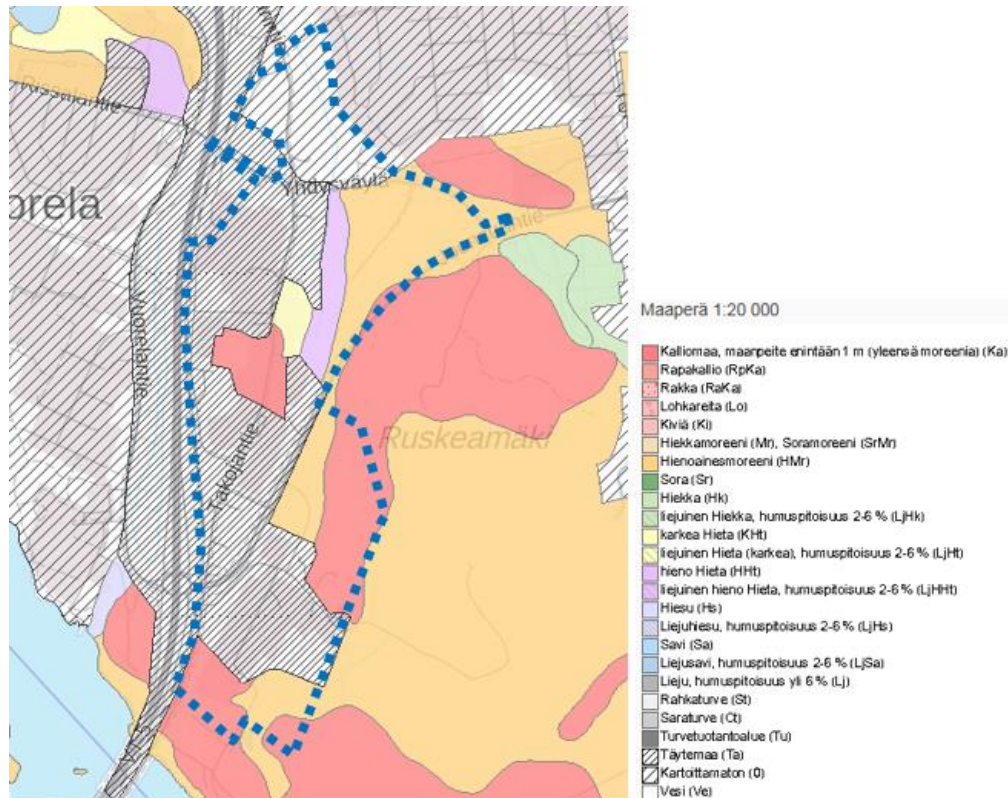 Rissalantie
Yhdysväylä
orela
Vuorelantie
Takojantie
Ruskeamäki
Maaperä 1:20 000
Kalliomaa, maanpeite enintään 1 m (yleensä moreenia) (Ka)
Rapakallio (RpKa)
Rakka (RaKa)
Lohkareita (Lo)
Kiviä (Ki)
Hiekkamoreeni (Mr), Soramoreeni (SrMr)
Hienoainesmoreeni (HMr)
Sora (Sr)
Hiekka (Hk)
liejuinen Hiekka, humuspitoisuus 2-6 % (LjHk)
karkea Hieta (KHt)
liejuinen Hieta (karkea), humuspitoisuus 2-6 % (LjHt)
hieno Hieta (HHt)
liejuinen hieno Hieta, humuspitoisuus 2-6 % (LjHHt)
Hiesu (Hs)
Liejuhiesu, humuspitoisuus 2-6 % (LjHs)
Savi (Sa)
Liejusavi, humuspitoisuus 2-6 % (LjSa)
Lieju, humuspitoisuus yli 6 % (Lj)
Rahkaturve (St)
Saraturve (Ct)
Turvetuotantoalue (Tu)
Täytemaa (Ta)
Kartoittamaton (0)
Vesi (Ve)